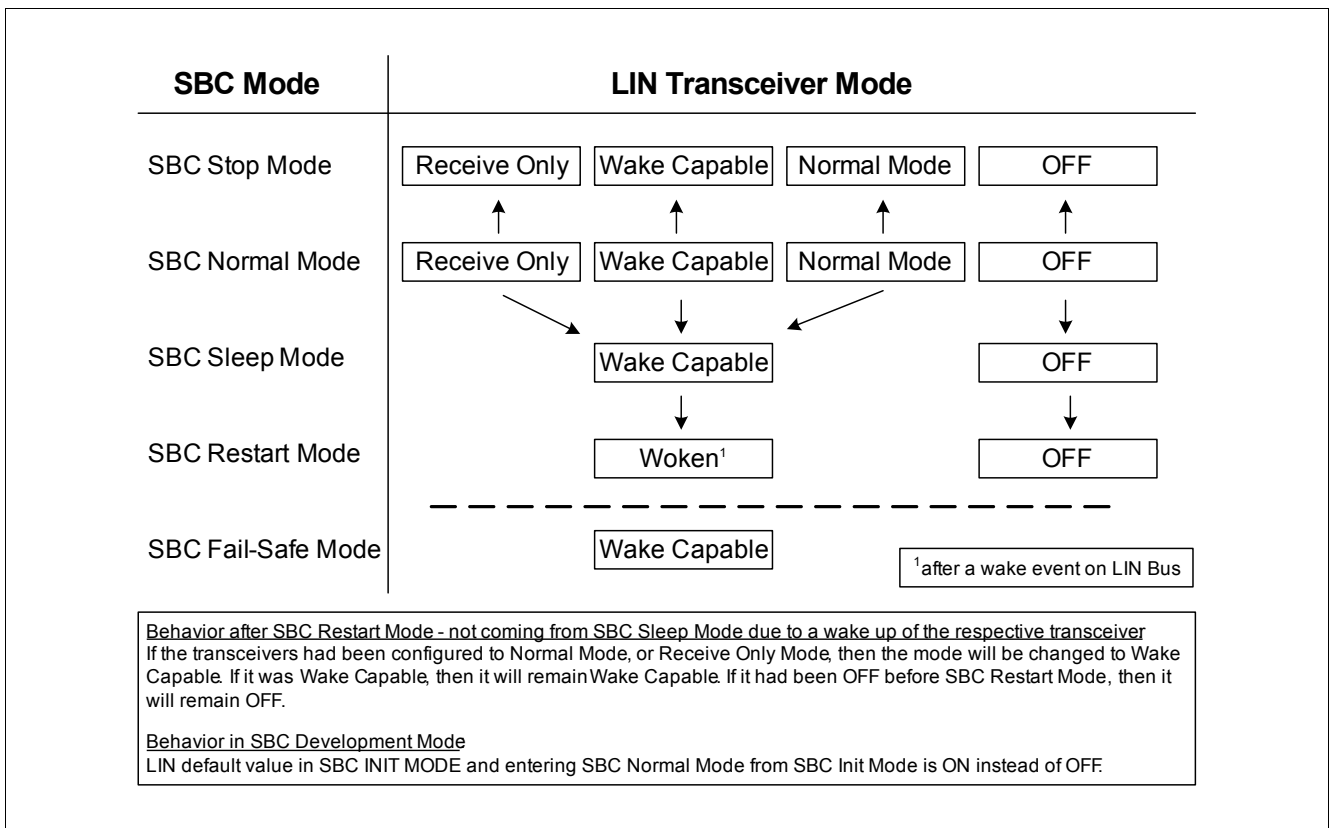 SBC Mode LIN Transceiver Mode
SBC Stop Mode Receive Only Wake Capable Normal Mode OFF
SBC Normal Mode Receive Only Wake Capable Normal Mode OFF
SBC Sleep Mode Wake Capable OFF
SBC Restart Mode Woken¹ OFF
SBC Fail-Safe Mode Wake Capable
¹after a wake event on LIN Bus
Behavior after SBC Restart Mode - not coming from SBC Sleep Mode due to a wake up of the respective transceiver
If the transceivers had been configured to Normal Mode, or Receive Only Mode, then the mode will be changed to Wake
Capable. If it was Wake Capable, then it will remain Wake Capable. If it had been OFF before SBC Restart Mode, then it
will remain OFF.
Behavior in SBC Development Mode
LIN default value in SBC INIT MODE and entering SBC Normal Mode from SBC Init Mode is ON instead of OFF.